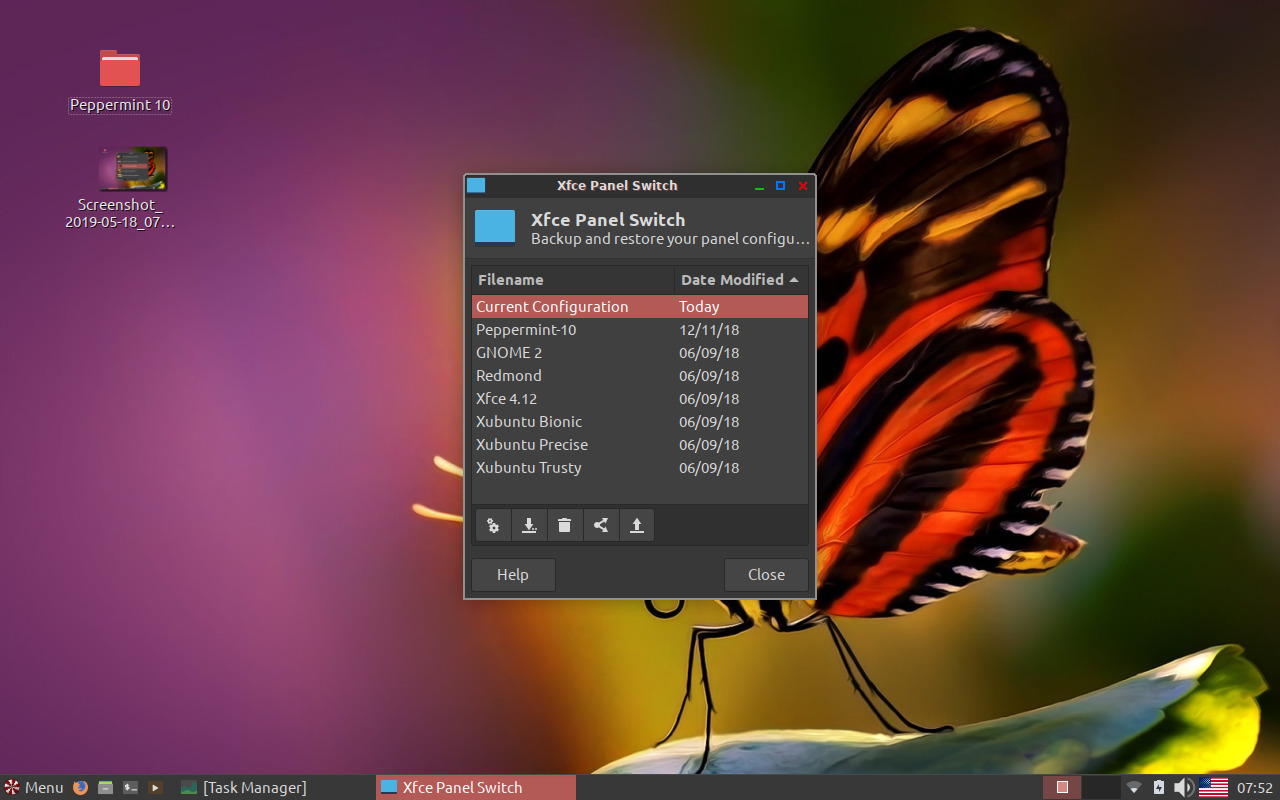 Peppermint 10
Screenshot_
2019-05-18_07...
Xfce Panel Switch
Xfce Panel Switch
Backup and restore your panel configu...
Filename Date Modified
Current Configuration Today
Peppermint-10 12/11/18
GNOME 2 06/09/18
Redmond 06/09/18
Xfce 4.12 06/09/18
Xubuntu Bionic 06/09/18
Xubuntu Precise 06/09/18
Xubuntu Trusty 06/09/18
Help Close
Menu [Task Manager] Xfce Panel Switch 07:52